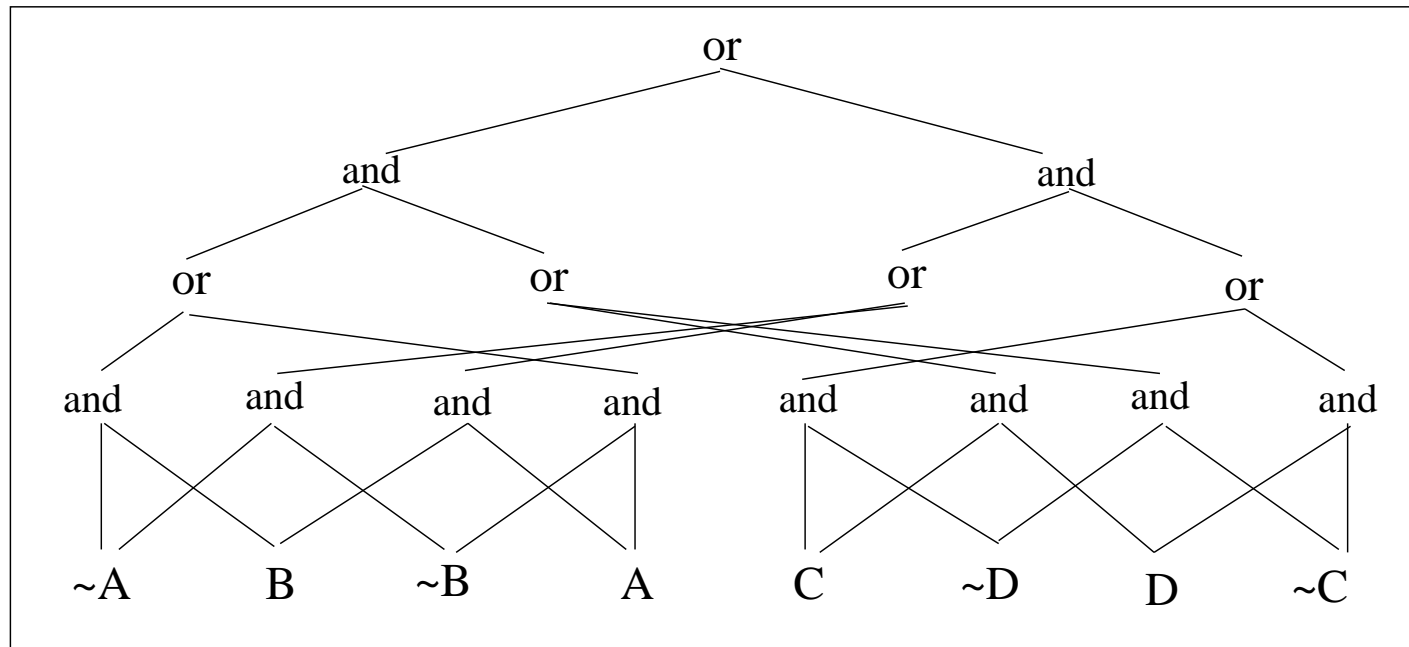 or
and and
or or or or
and and and and and and and and
~A B ~B A C ~D D ~C